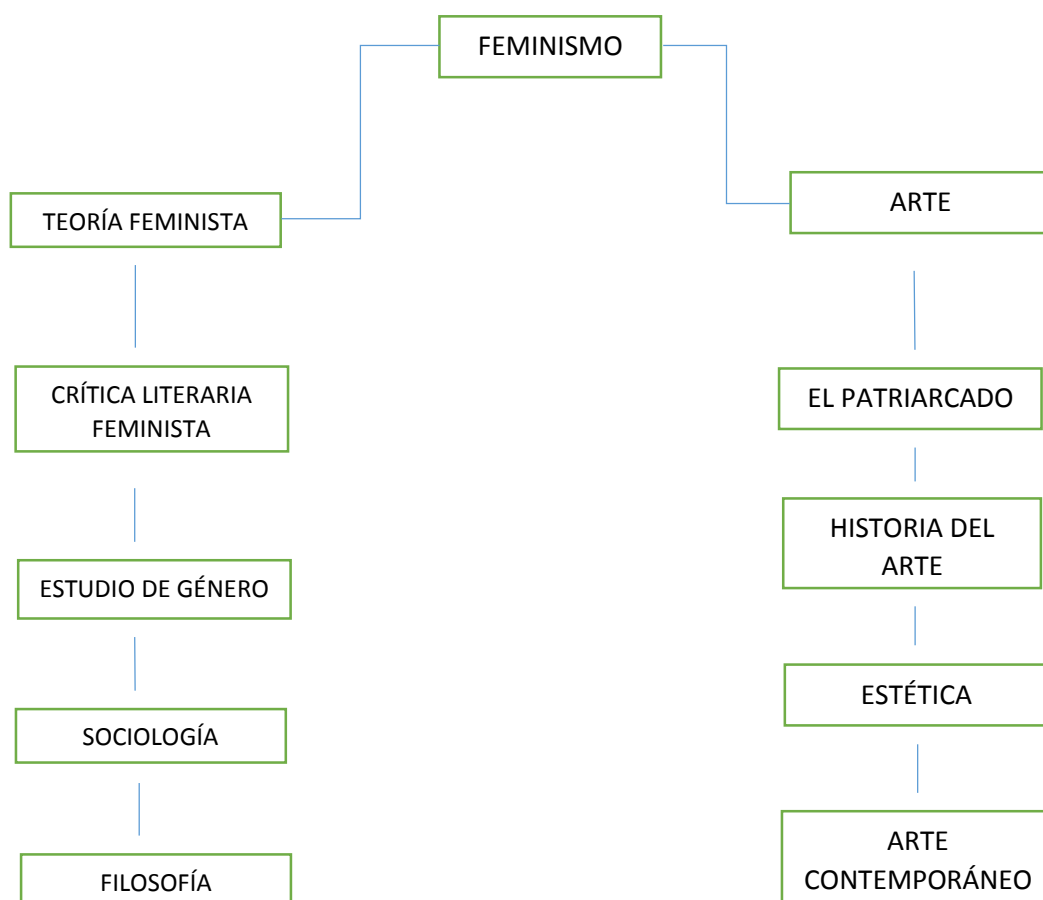 FEMINISMO
TEORÍA FEMINISTA
ARTE
CRÍTICA LITERARIA
FEMINISTA
EL PATRIARCADO
HISTORIA DEL
ARTE
ESTUDIO DE GÉNERO
ESTÉTICA
SOCIOLOGÍA
ARTE
CONTEMPORÁNEO
FILOSOFÍA